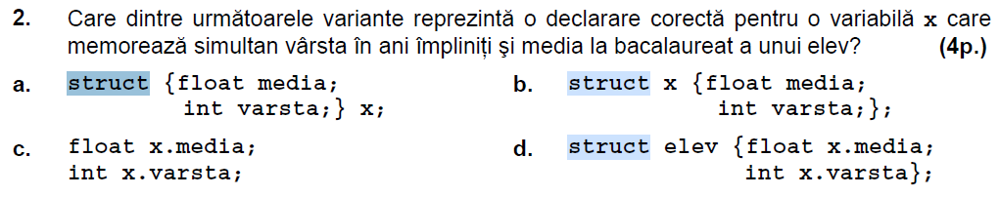 2. Care dintre următoarele variante reprezintă o declarare corectă pentru o variabilă x care
memorează simultan vârsta în ani împliniţi şi media la bacalaureat a unui elev? (4p.)
a. struct {float media;
int varsta;} x;
b. struct x {float media;
int varsta;};
c. float x.media;
int x.varsta;
d. struct elev {float x.media;
int x.varsta};